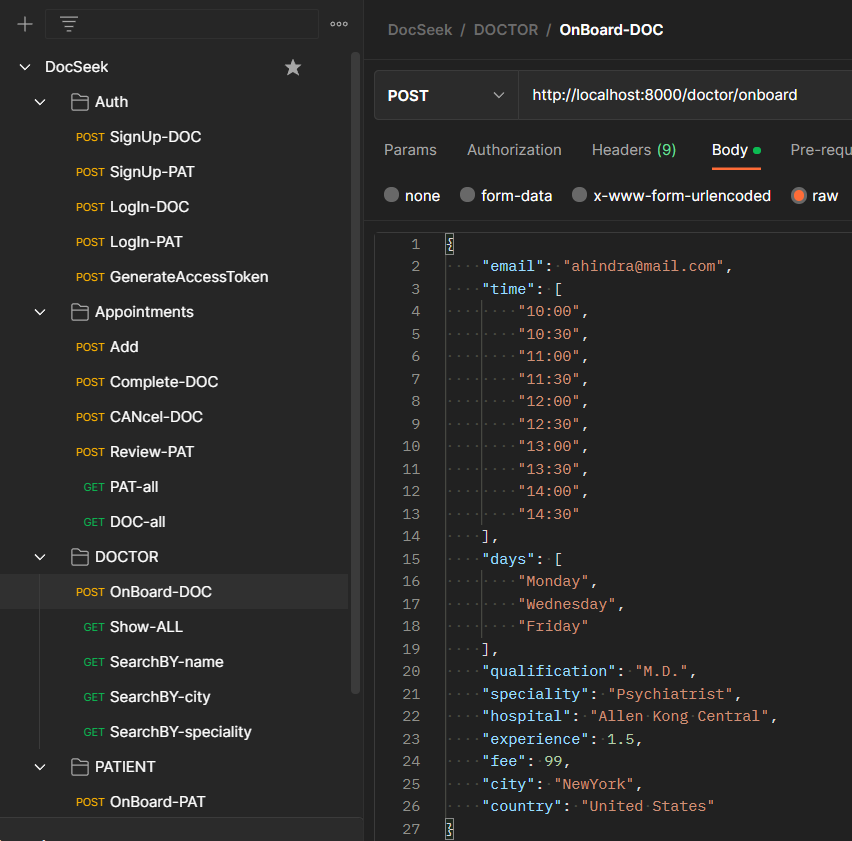 DocSeek
Auth
POST SignUp-DOC
POST SignUp-PAT
POST LogIn-DOC
POST LogIn-PAT
POST GenerateAccessToken
Appointments
POST Add
POST Complete-DOC
POST CANcel-DOC
POST Review-PAT
GET PAT-all
GET DOC-all
DOCTOR
POST OnBoard-DOC
GET Show-ALL
GET SearchBY-name
GET SearchBY-city
GET SearchBY-speciality
PATIENT
POST OnBoard-PAT
DocSeek / DOCTOR / OnBoard-DOC
POST http://localhost:8000/doctor/onboard
Params Authorization Headers (9) Body Pre-requ
none form-data x-www-form-urlencoded raw
1 {
2 "email": "ahindra@mail.com",
3 "time": [
4 "10:00",
5 "10:30",
6 "11:00",
7 "11:30",
8 "12:00",
9 "12:30",
10 "13:00",
11 "13:30",
12 "14:00",
13 "14:30"
14 ],
15 "days": [
16 "Monday",
17 "Wednesday",
18 "Friday"
19 ],
20 "qualification": "M.D.",
21 "speciality": "Psychiatrist",
22 "hospital": "Allen Kong Central",
23 "experience": 1.5,
24 "fee": 99,
25 "city": "NewYork",
26 "country": "United States"
27 }